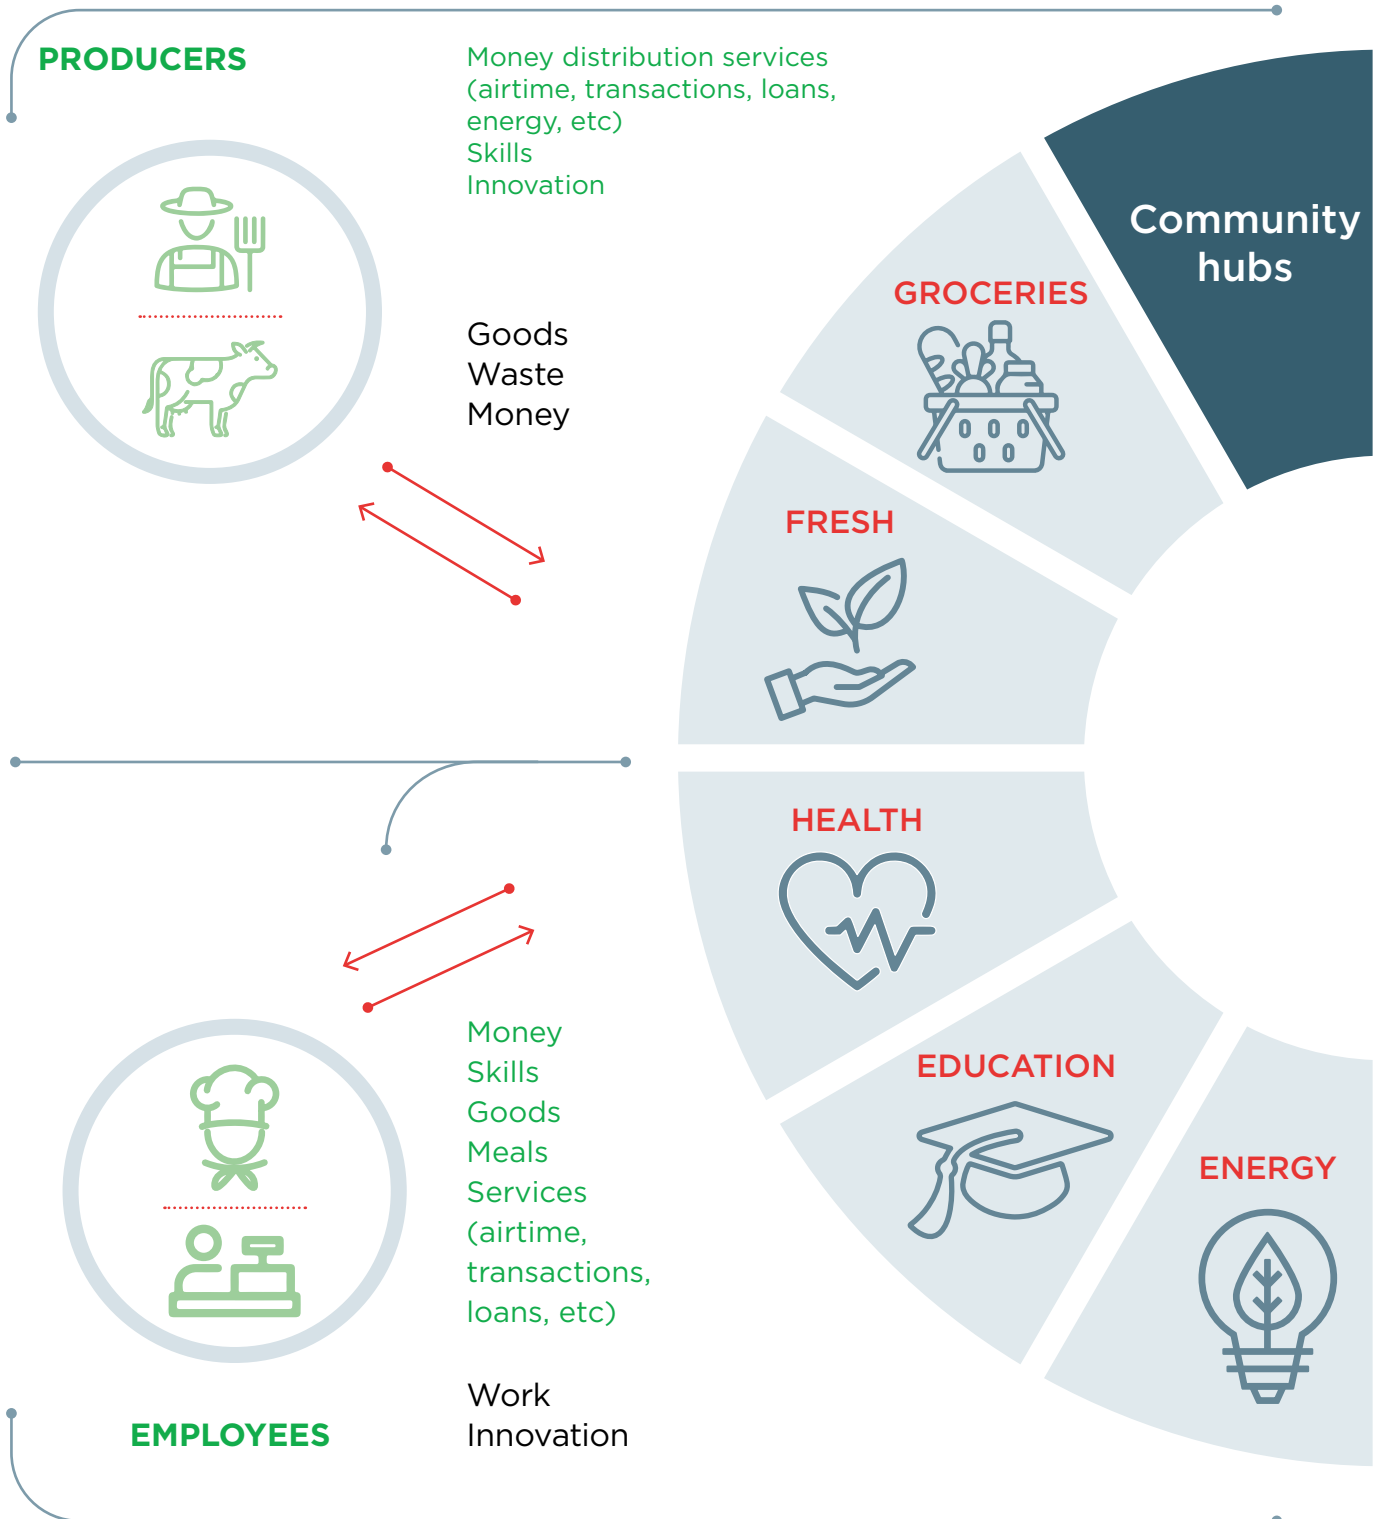 PRODUCERS
Money distribution services
(airtime, transactions, loans,
energy, etc)
Skills
Innovation
Goods
Waste
Money
Community
hubs
GROCERIES
FRESH
HEALTH
EDUCATION
ENERGY
Money
Skills
Goods
Meals
Services
(airtime,
transactions,
loans, etc)
Work
Innovation
EMPLOYEES